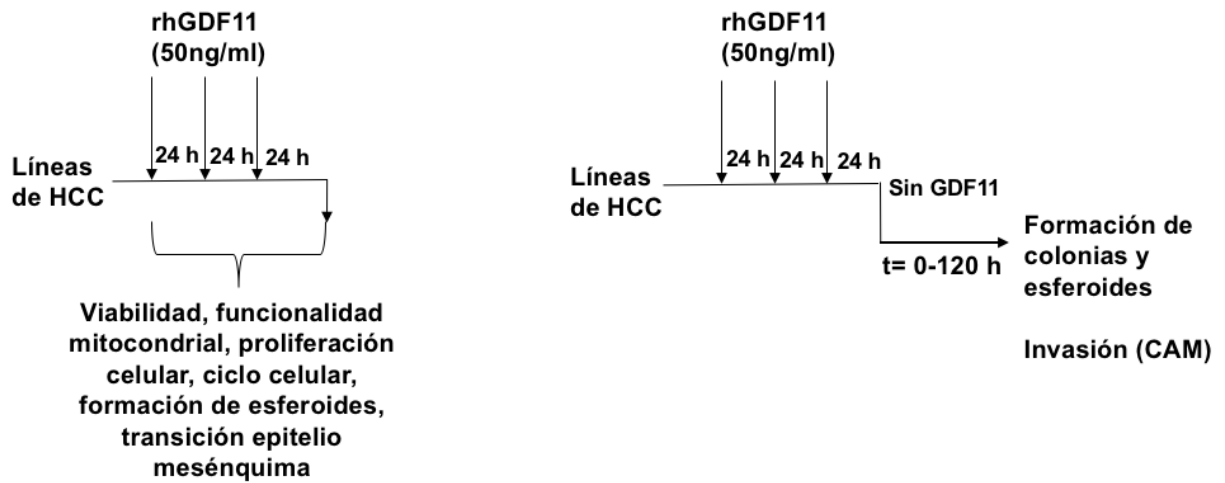 rhGDF11
(50ng/ml)
24 h 24 h 24 h
Líneas
de HCC
Viabilidad, funcionalidad
mitocondrial, proliferación
celular, ciclo celular,
formación de esferoides,
transición epitelio
mesénquima
rhGDF11
(50ng/ml)
24 h 24 h 24 h
Líneas
de HCC
Sin GDF11
t= 0-120 h
Formación de
colonias y
esferoides
Invasión (CAM)